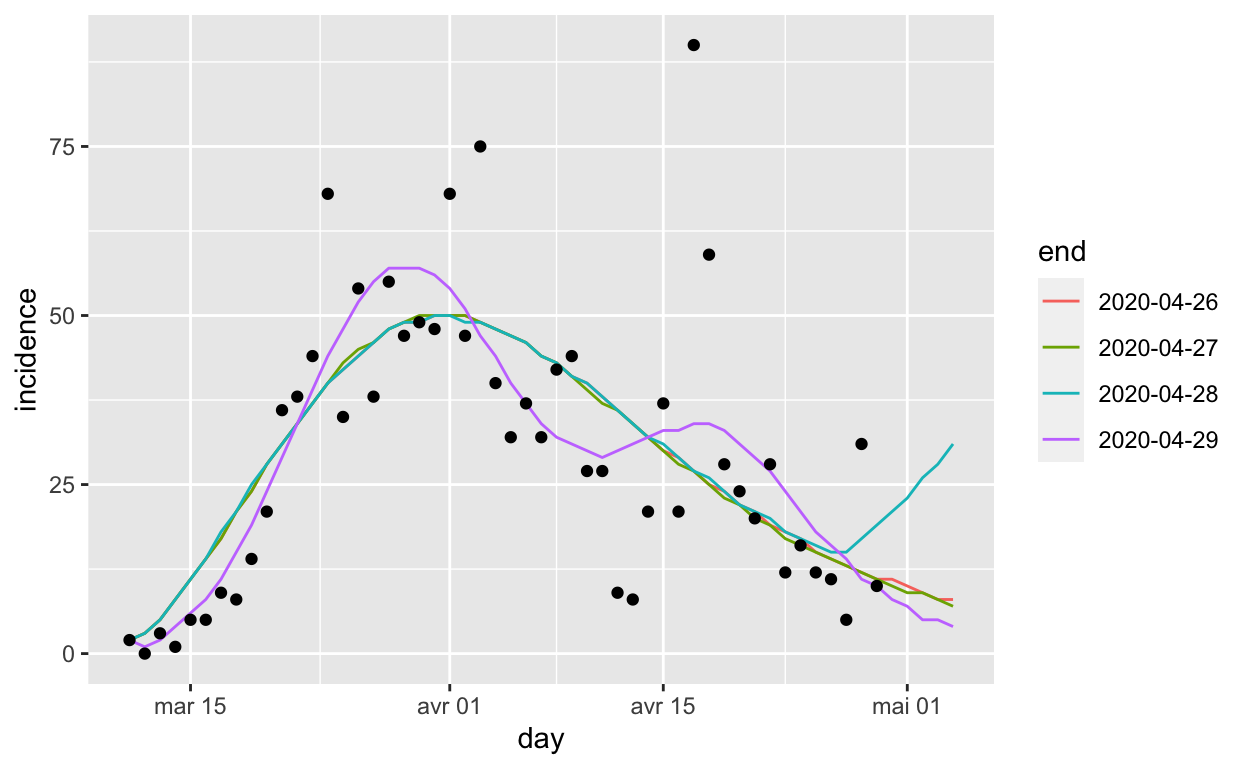 75
50
25
0
incidence
mar 15
avr 01
avr 15
mai 01
day
end
2020-04-26
2020-04-27
2020-04-28
2020-04-29